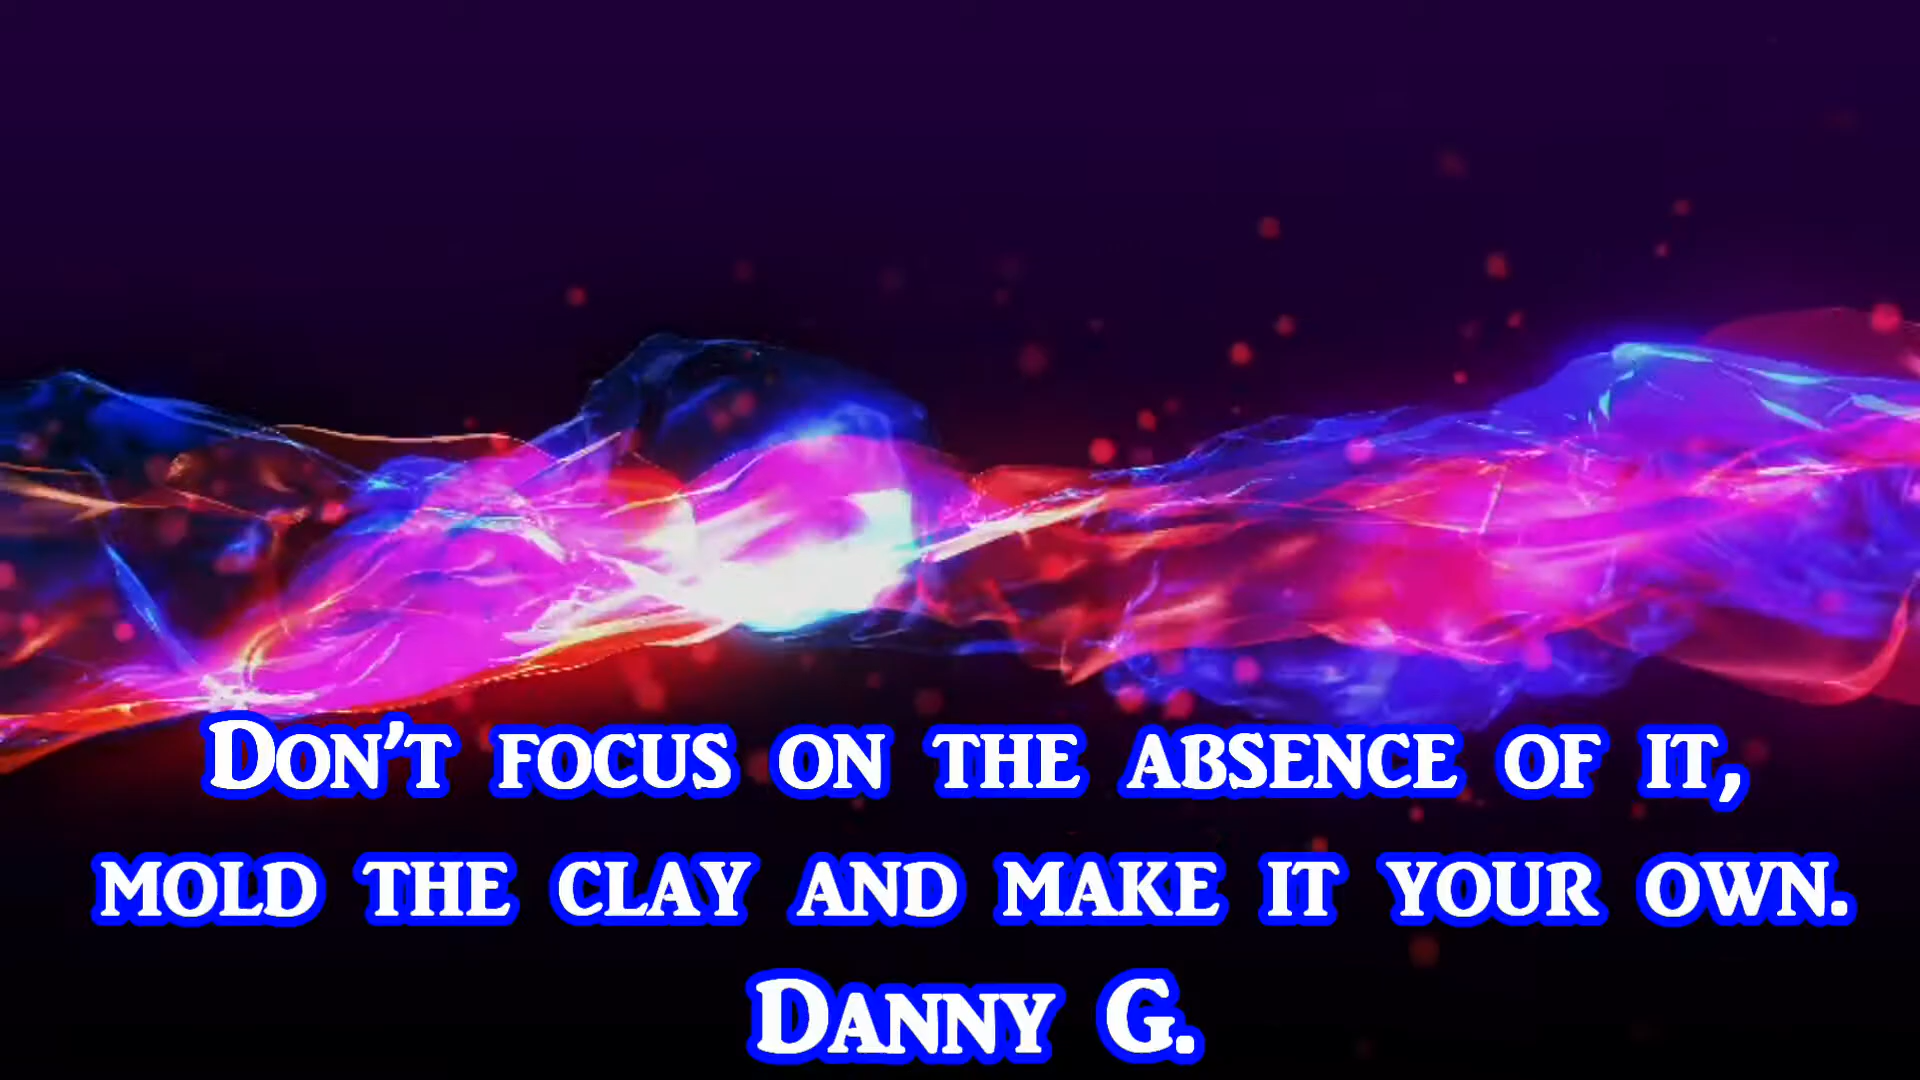 Don't focus on the absence of it,
mold the clay and make it your own.
Danny G.